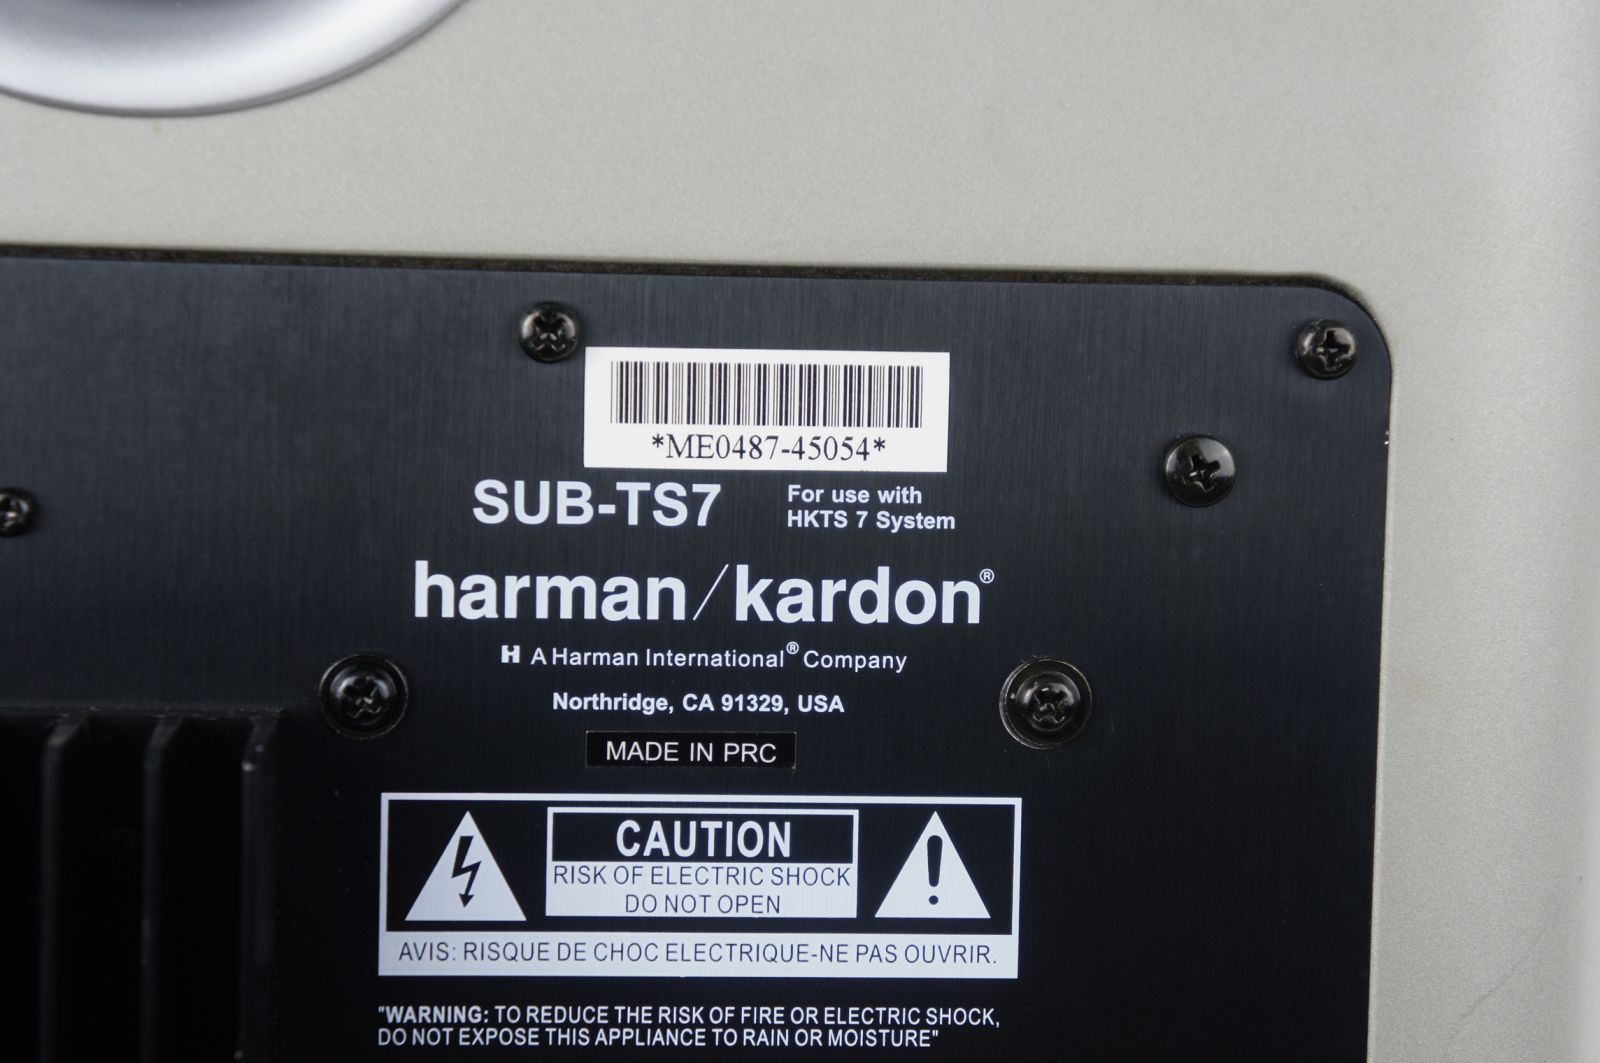 *ME0487-45054*
SUB-TS7
For use with
HKTS 7 System
harman/kardon®
H A Harman International® Company
Northridge, CA 91329, USA
MADE IN PRC
CAUTION
RISK OF ELECTRIC SHOCK
DO NOT OPEN
AVIS: RISQUE DE CHOC ELECTRIQUE-NE PAS OUVRIR.
"WARNING: TO REDUCE THE RISK OF FIRE OR ELECTRIC SHOCK,
DO NOT EXPOSE THIS APPLIANCE TO RAIN OR MOISTURE"